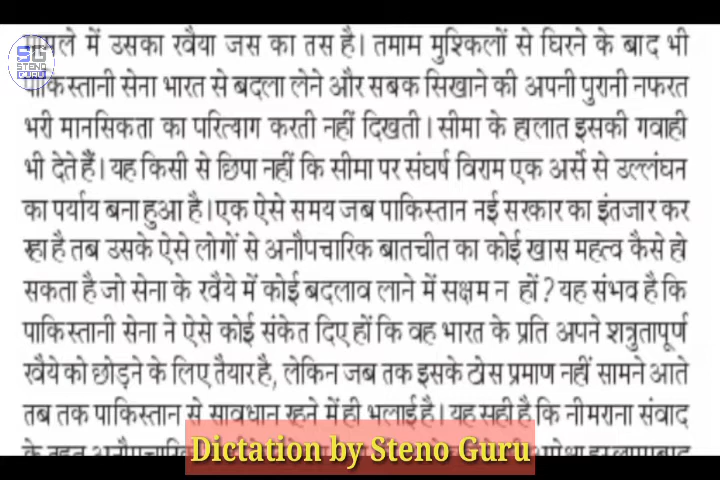 मामले में उसका रवैया जस का तस है। तमाम मुश्किलों से घिरने के बाद भी
पाकिस्तानी सेना भारत से बदला लेने और सबक सिखाने की अपनी पुरानी नफरत
भरी मानसिकता का परित्याग करती नहीं दिखती। सीमा के हालात इसकी गवाही
भी देते हैं। यह किसी से छिपा नहीं कि सीमा पर संघर्ष विराम एक अर्से से उल्लंघन
का पर्याय बना हुआ है। एक ऐसे समय जब पाकिस्तान नई सरकार का इंतजार कर
रहा है तब उसके ऐसे लोगों से अनौपचारिक बातचीत का कोई खास महत्व कैसे हो
सकता है जो सेना के रवैये में कोई बदलाव लाने में सक्षम न हों? यह संभव है कि
पाकिस्तानी सेना ने ऐसे कोई संकेत दिए हों कि वह भारत के प्रति अपने शत्रुतापूर्ण
रवैये को छोड़ने के लिए तैयार है, लेकिन जब तक इसके ठोस प्रमाण नहीं सामने आते
तब तक पाकिस्तान से सावधान रहने में ही भलाई है। यह सही है कि नीमराना संवाद
SG
STENO
GURU
Dictation by Steno Guru